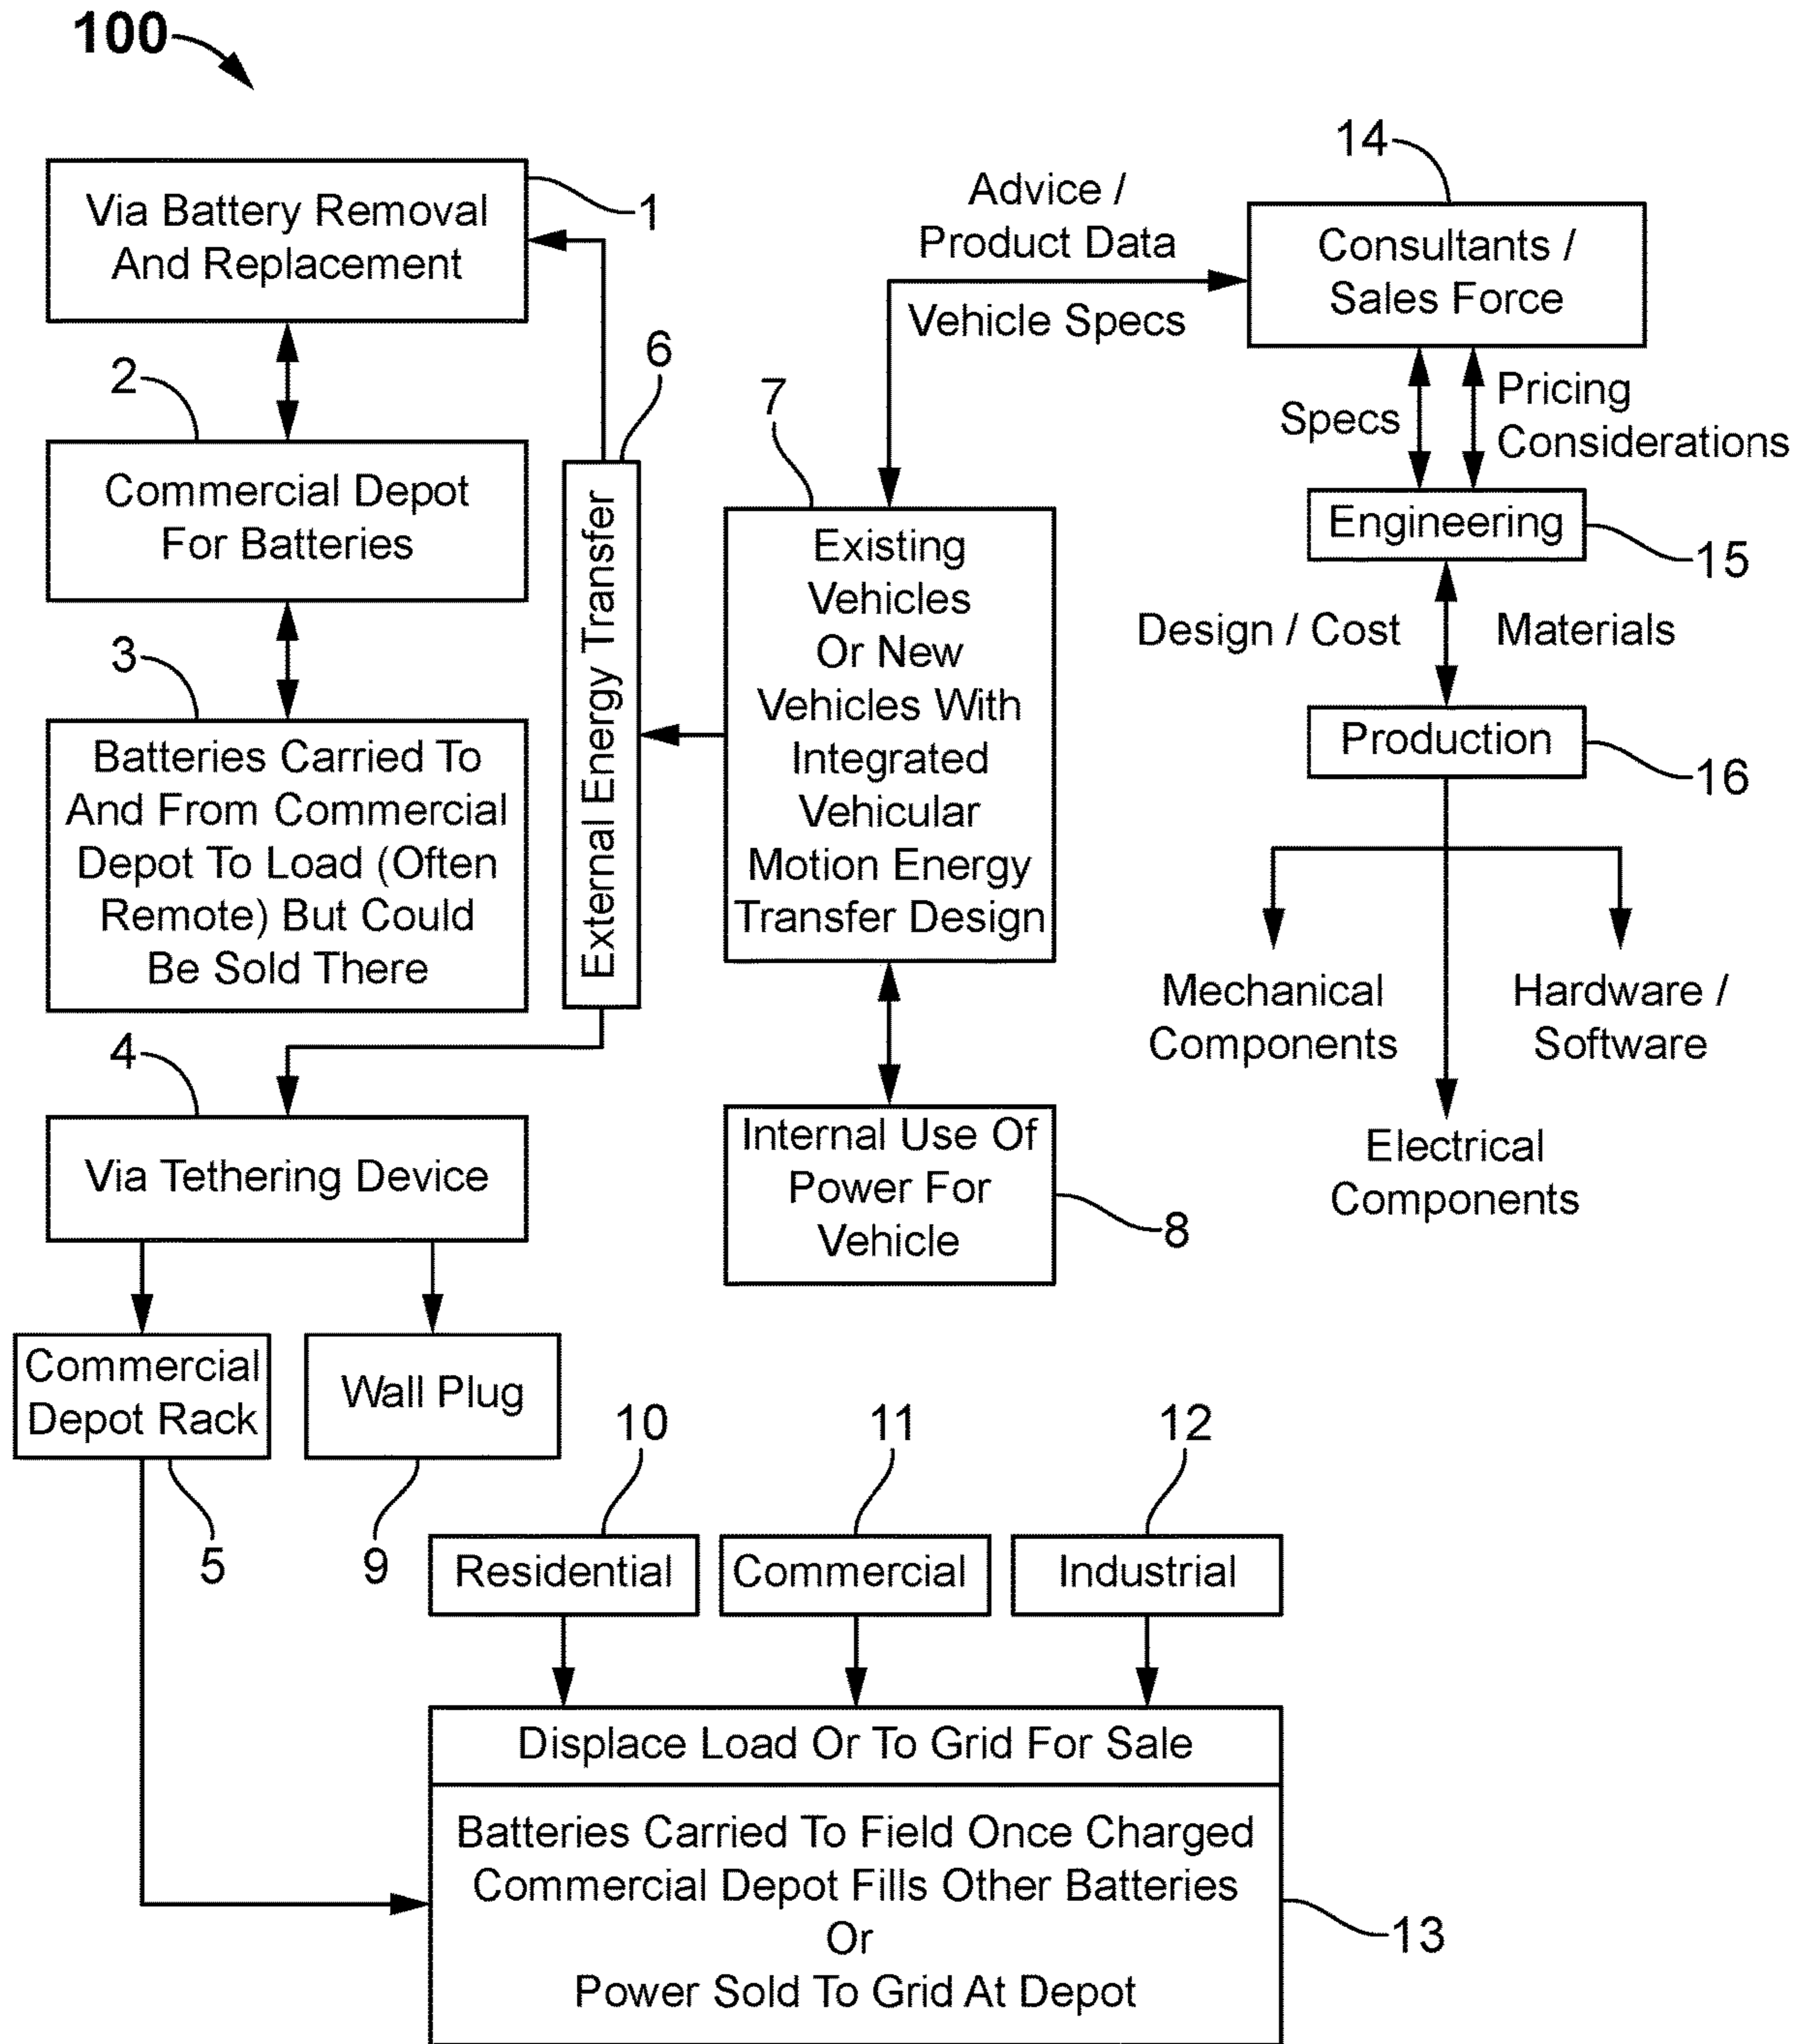 100
Via Battery Removal
And Replacement
1
2
Commercial Depot
For Batteries
3
Batteries Carried To
And From Commercial
Depot To Load (Often
Remote) But Could
Be Sold There
6
External Energy Transfer
4
Via Tethering Device
Commercial
Depot Rack
5
Wall Plug
9
7
Existing
Vehicles
Or New
Vehicles With
Integrated
Vehicular
Motion Energy
Transfer Design
Internal Use Of
Power For
Vehicle
8
Advice /
Product Data
Vehicle Specs
14
Consultants /
Sales Force
Specs
Pricing
Considerations
Engineering
15
Design / Cost
Materials
Production
16
Mechanical
Components
Hardware /
Software
Electrical
Components
10
11
12
Residential
Commercial
Industrial
Displace Load Or To Grid For Sale
Batteries Carried To Field Once Charged
Commercial Depot Fills Other Batteries
Or
Power Sold To Grid At Depot
13